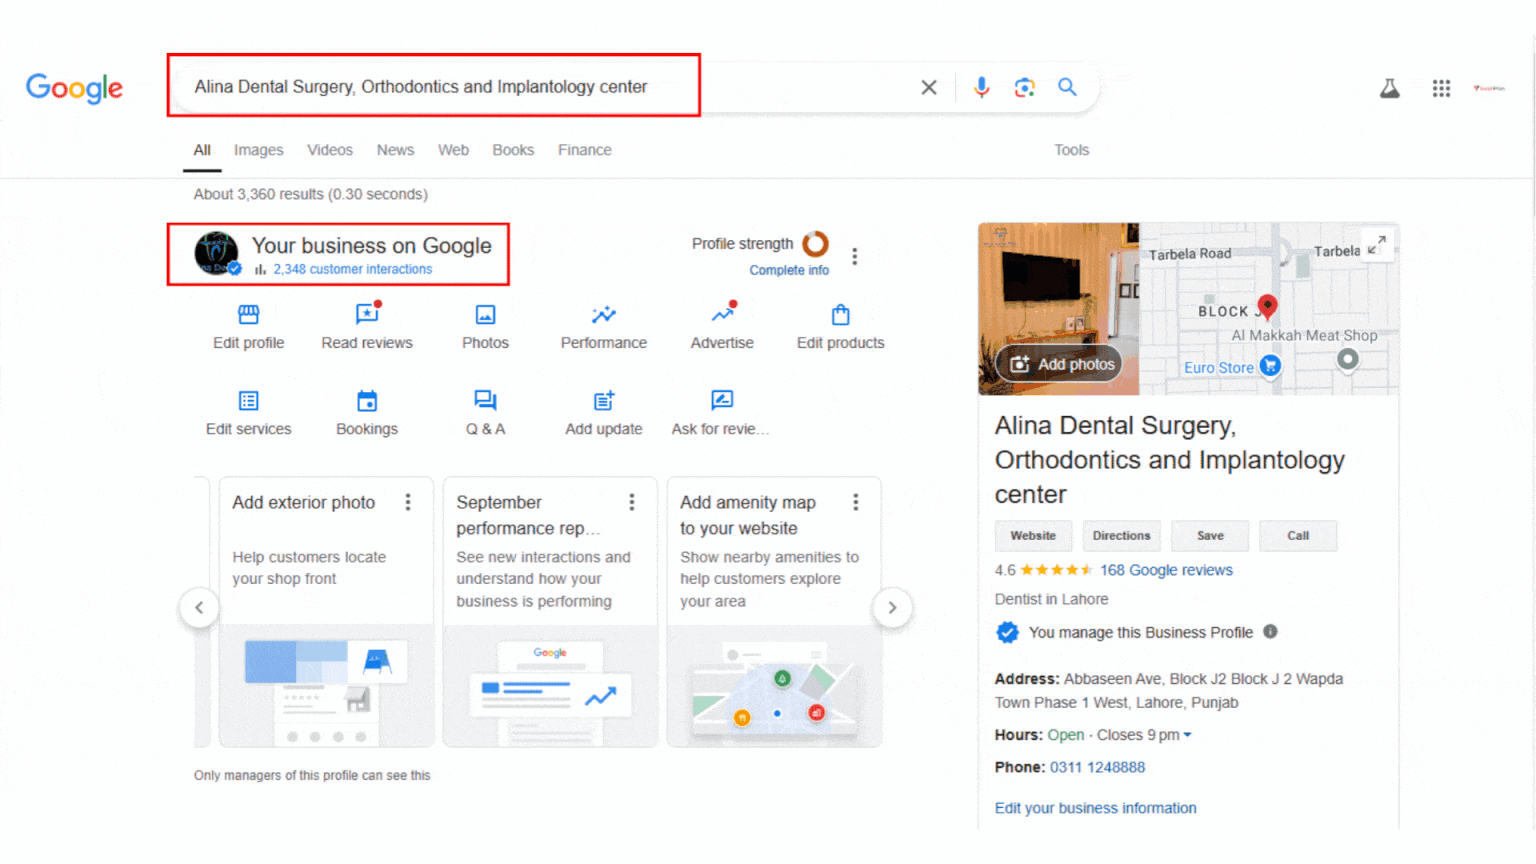 Google
Alina Dental Surgery, Orthodontics and Implantology center
All Images Videos News Web Books Finance Tools
About 3,360 results (0.30 seconds)
Your business on Google
2,348 customer interactions
Profile strength
Complete info
Edit profile Read reviews Photos Performance Advertise Edit products
Edit services Bookings Q & A Add update Ask for revie...
Add exterior photo
Help customers locate
your shop front
September
performance rep...
See new interactions and
understand how your
business is performing
Google
Add amenity map
to your website
Show nearby amenities to
help customers explore
your area
Only managers of this profile can see this
Add photos
Tarbela Road
Tarbela
BLOCK J
Al Makkah Meat Shop
Euro Store
Alina Dental Surgery,
Orthodontics and Implantology
center
Website Directions Save Call
4.6 168 Google reviews
Dentist in Lahore
You manage this Business Profile
Address: Abbaseen Ave, Block J2 Block J 2 Wapda
Town Phase 1 West, Lahore, Punjab
Hours: Open · Closes 9 pm
Phone: 0311 1248888
Edit your business information